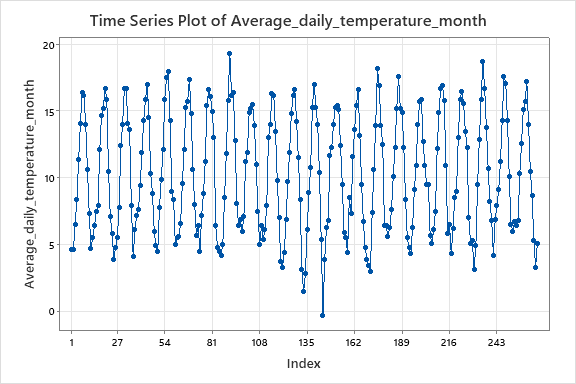 Time Series Plot of Average_daily_temperature_month
Average_daily_temperature_month
20
15
10
5
0
1 27 54 81 108 135 162 189 216 243
Index